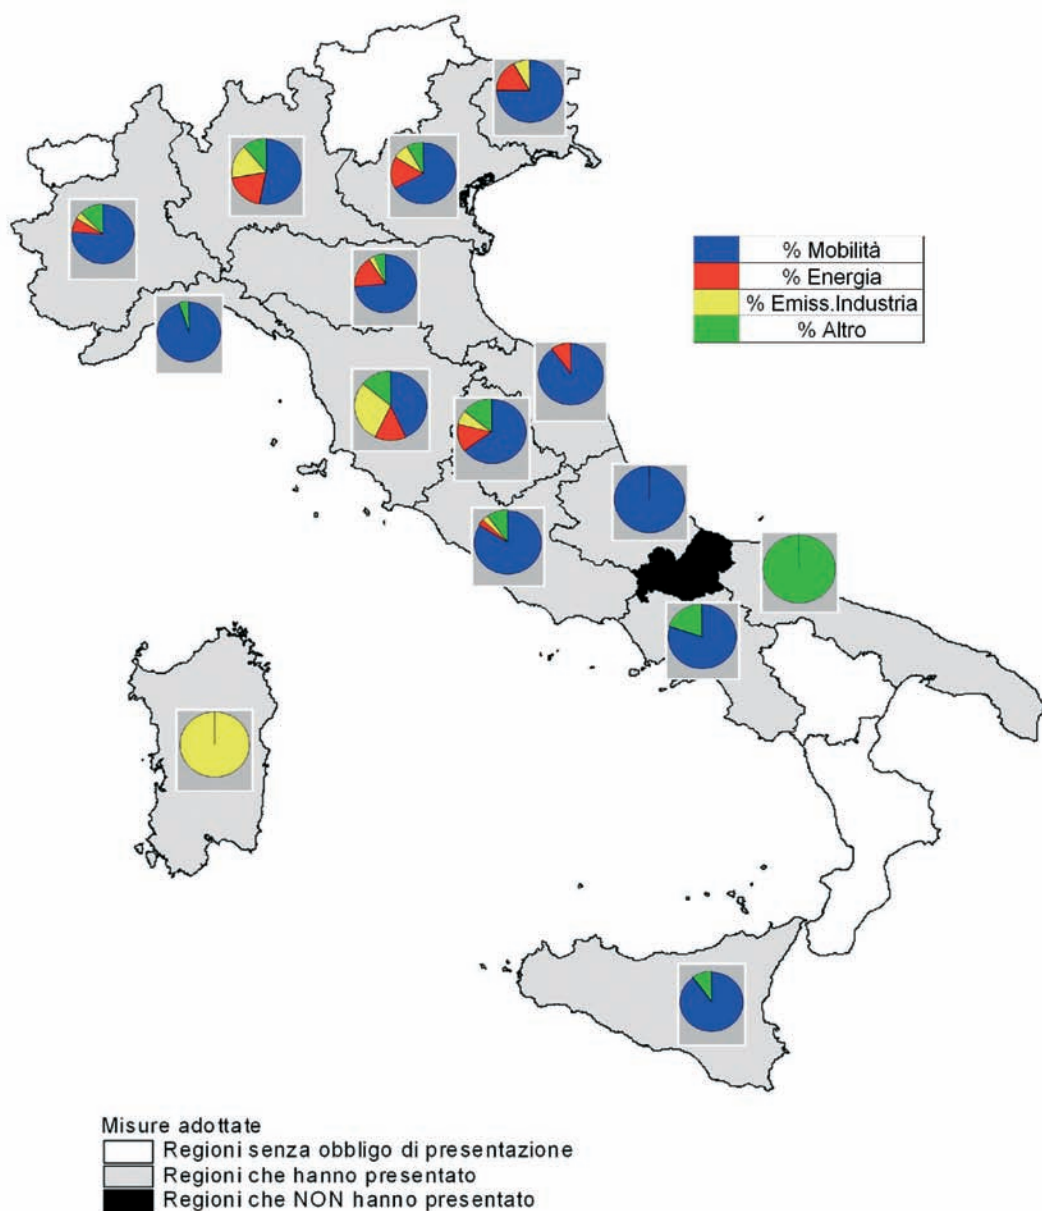 % Mobilità
% Energia
% Emiss.Industria
% Altro
Misure adottate
Regioni senza obbligo di presentazione
Regioni che hanno presentato
Regioni che NON hanno presentato